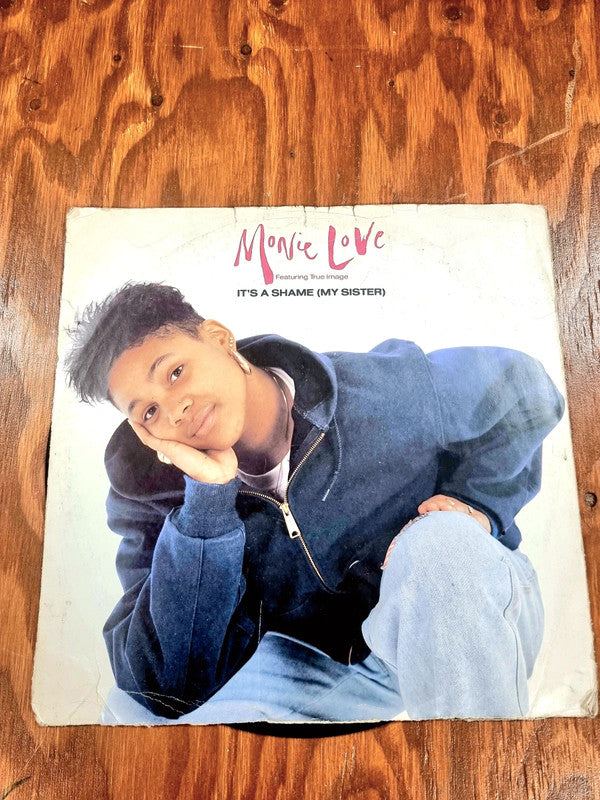 Monie Love
Featuring True Image
IT'S A SHAME (MY SISTER)